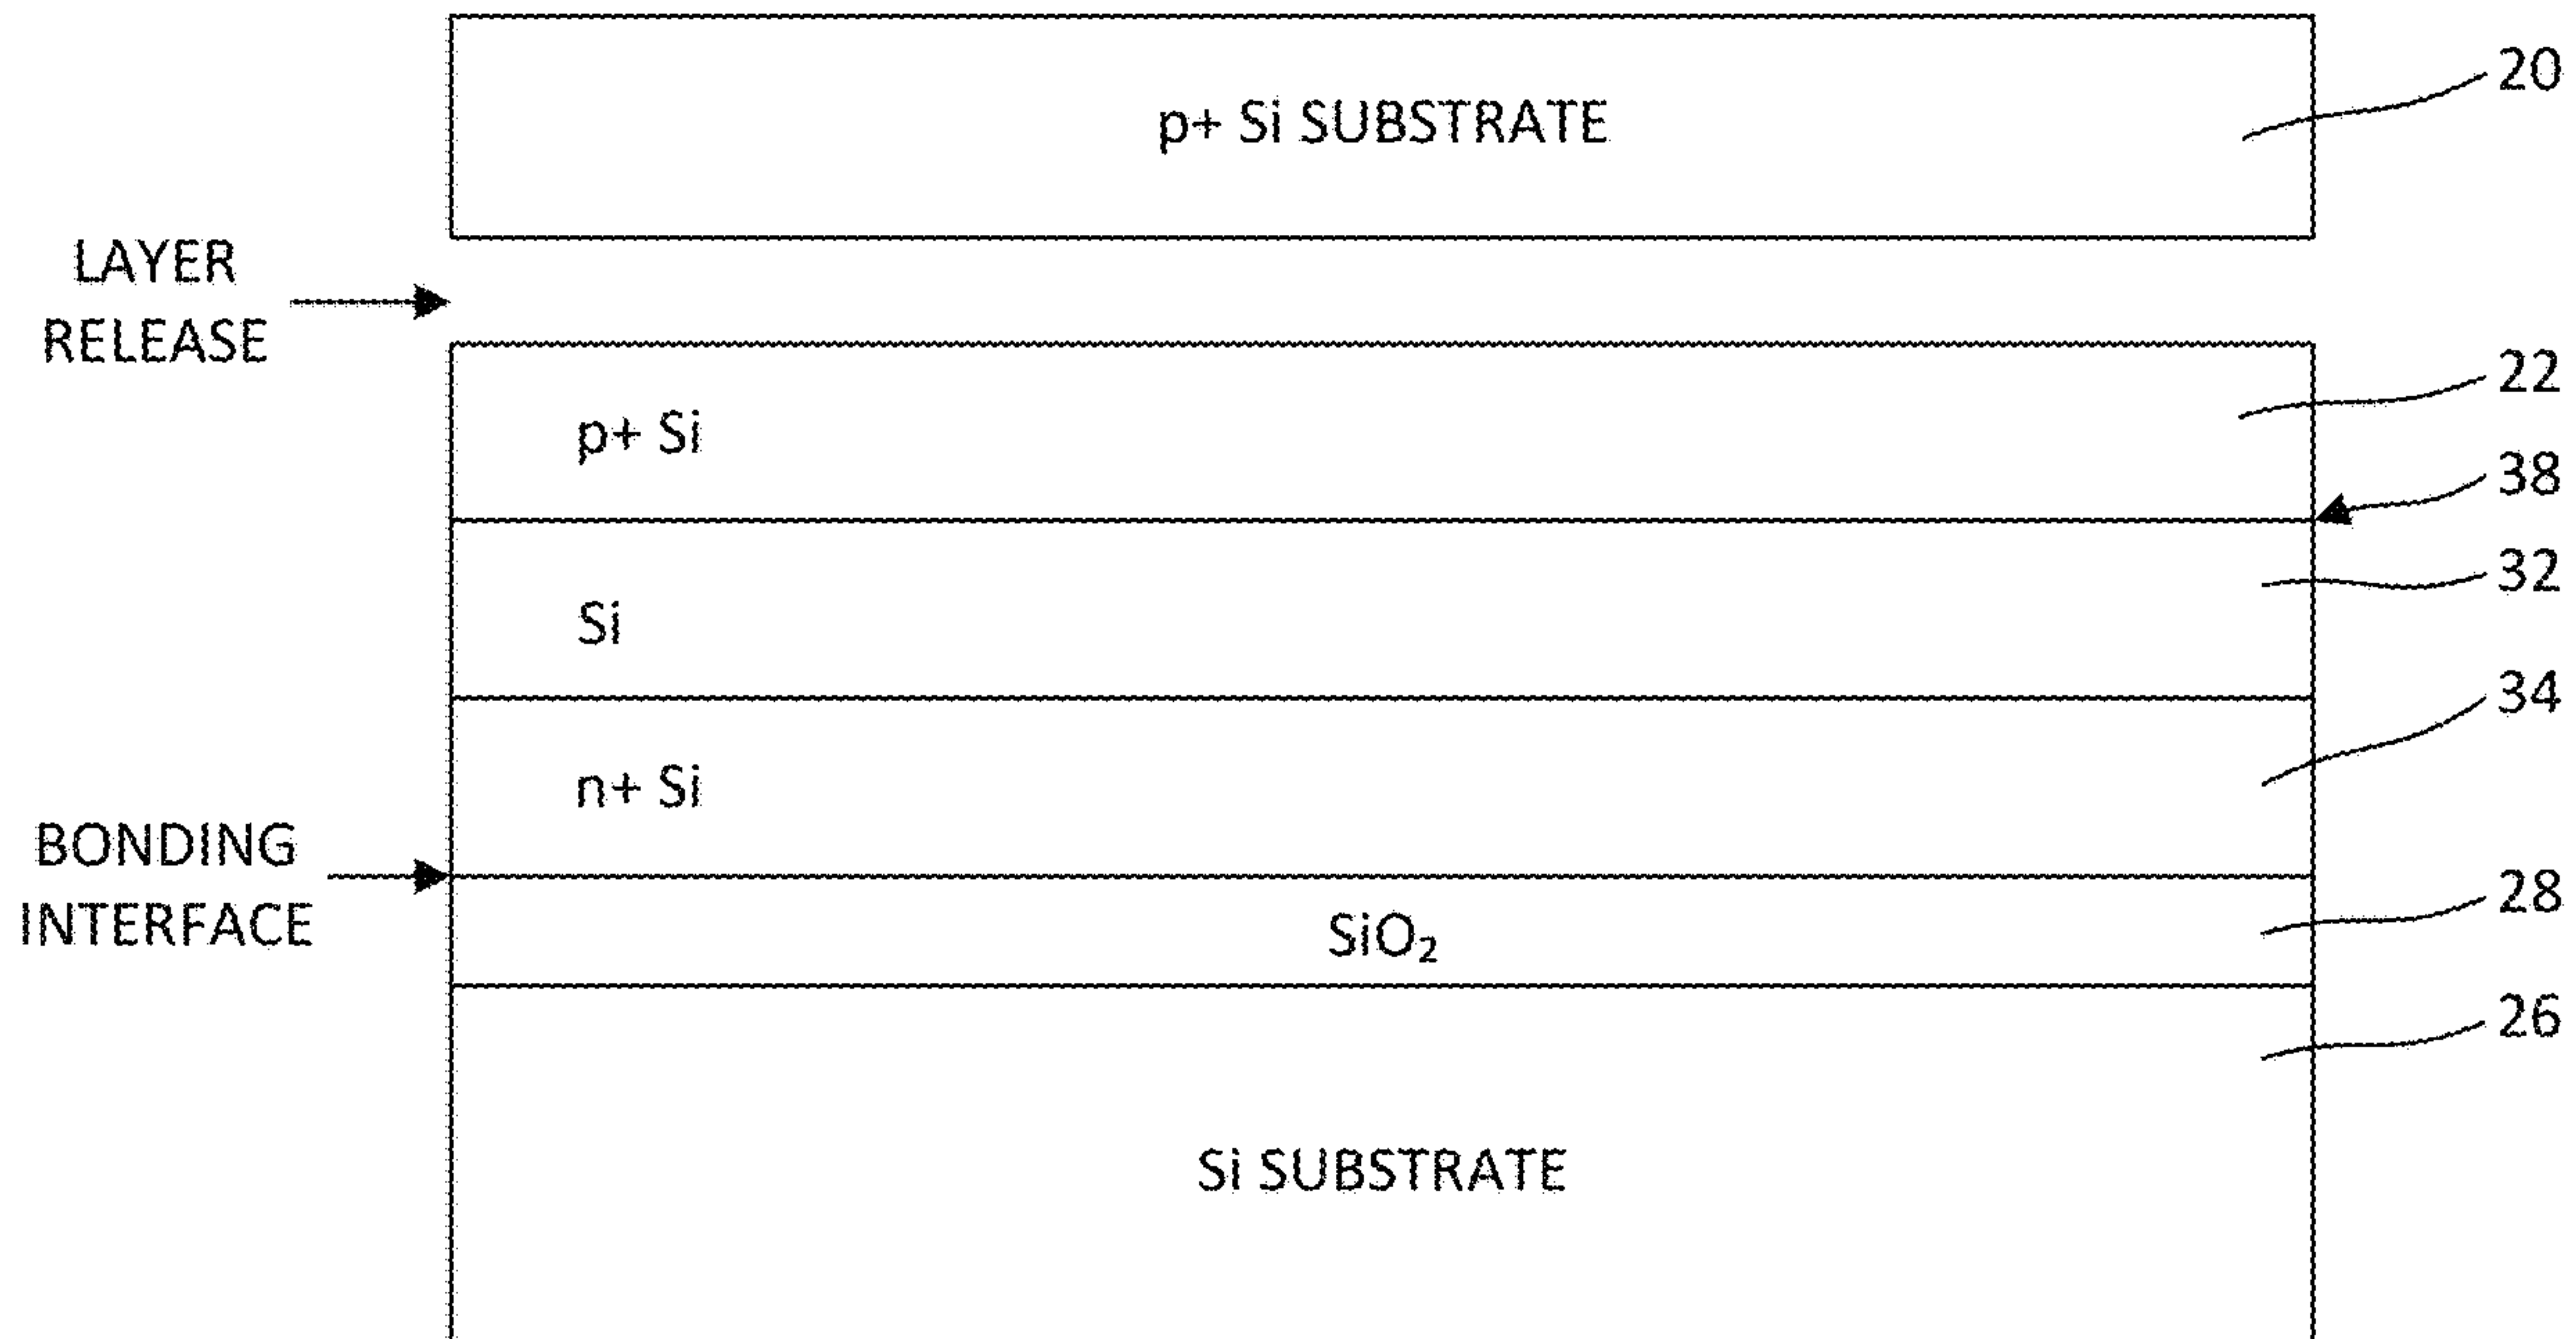 p+ Si SUBSTRATE
20
LAYER
RELEASE
22
p+ Si
38
32
Si
34
n+ Si
BONDING
INTERFACE
28
SiO₂
26
Si SUBSTRATE